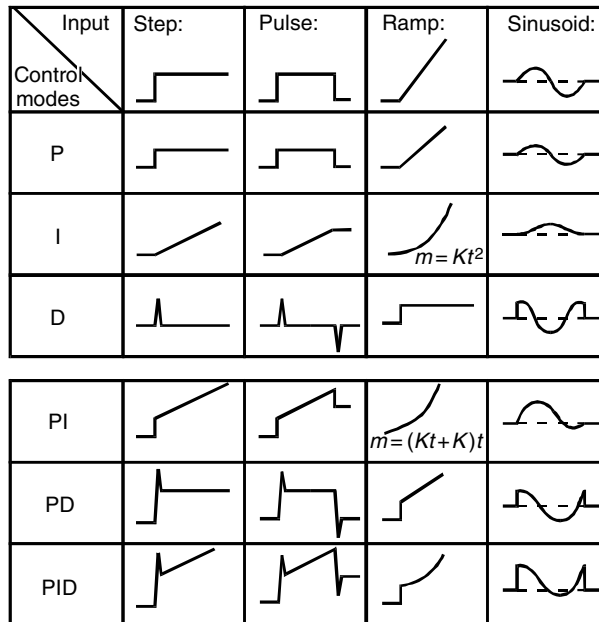 Input
Step:
Pulse:
Ramp:
Sinusoid:
Control
modes
P
I
m = Kt²
D
PI
m = (Kt + K)t
PD
PID